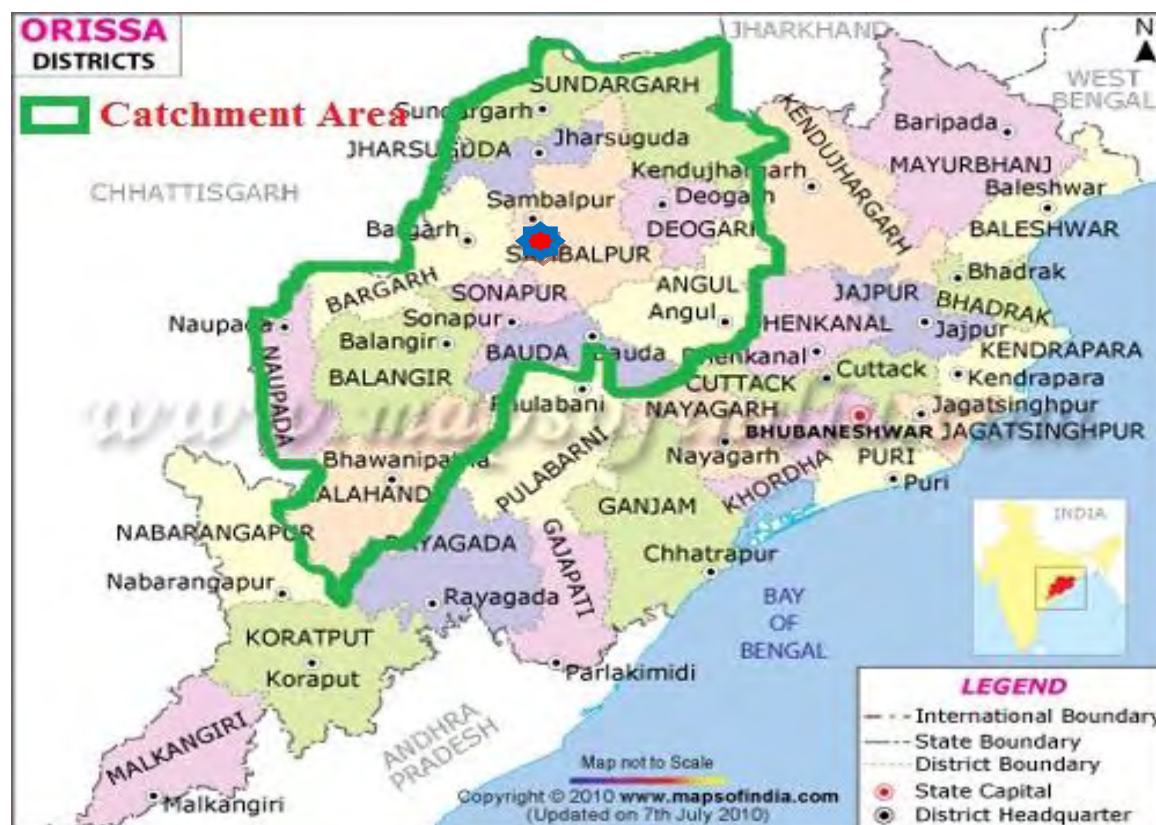 ORISSA
DISTRICTS
Catchment Area
JHARKHAND
N
WEST
BENGAL
CHHATTISGARH
SUNDARGARH
Sundargarh
JHARSUGUDA
Jharsuguda
KENDUJHARGARH
Kendujhargarh
Baripada
MAYURBHANJ
Baleshwar
BALESHWAR
Sambalpur
SAMBALPUR
Deogarh
DEOGARH
Bargarh
BARGARH
SONAPUR
Sonapur
ANGUL
Angul
JAJPUR
Jajpur
Bhadrak
BHADRAK
Naupada
NAUPADA
Balangir
BALANGIR
BAUDA
Bauda
HENKANAL
Dhenkanal
KENDRAPARA
Kendrapara
CUTTACK
Cuttack
Phulabani
NAYAGARH
Jagatsinghpur
BHUBANESHWAR
JAGATSINGHPUR
Nayagarh
PURI
Puri
KHORDHA
Bhawanipatna
ALAHAND
PULABARNI
GANJAM
NABARANGAPUR
Nabarangapur
RAYAGADA
Rayagada
GAJAPATI
Chhatrapur
KORATPUT
Koraput
Parlakimidi
BAY
OF
BENGAL
INDIA
MALKANGIRI
Malkangiri
ANDHRA
PRADESH
LEGEND
International Boundary
State Boundary
District Boundary
State Capital
District Headquarter
Map not to Scale
Copyright © 2010 www.mapsofindia.com
(Updated on 7th July 2010)